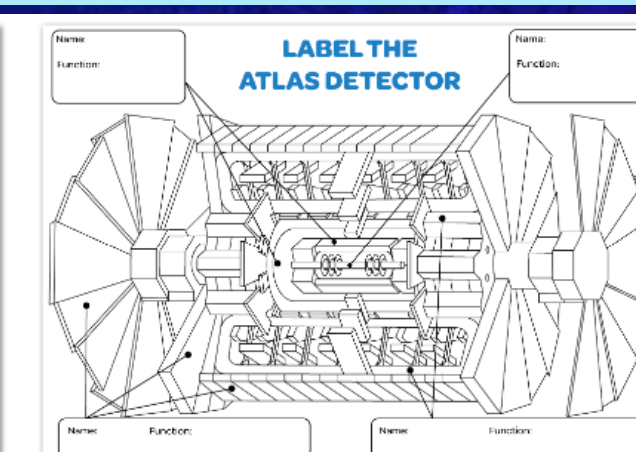 Name:
Function:
LABEL THE
ATLAS DETECTOR
Name:
Function:
Name: Function:
Name: Function: